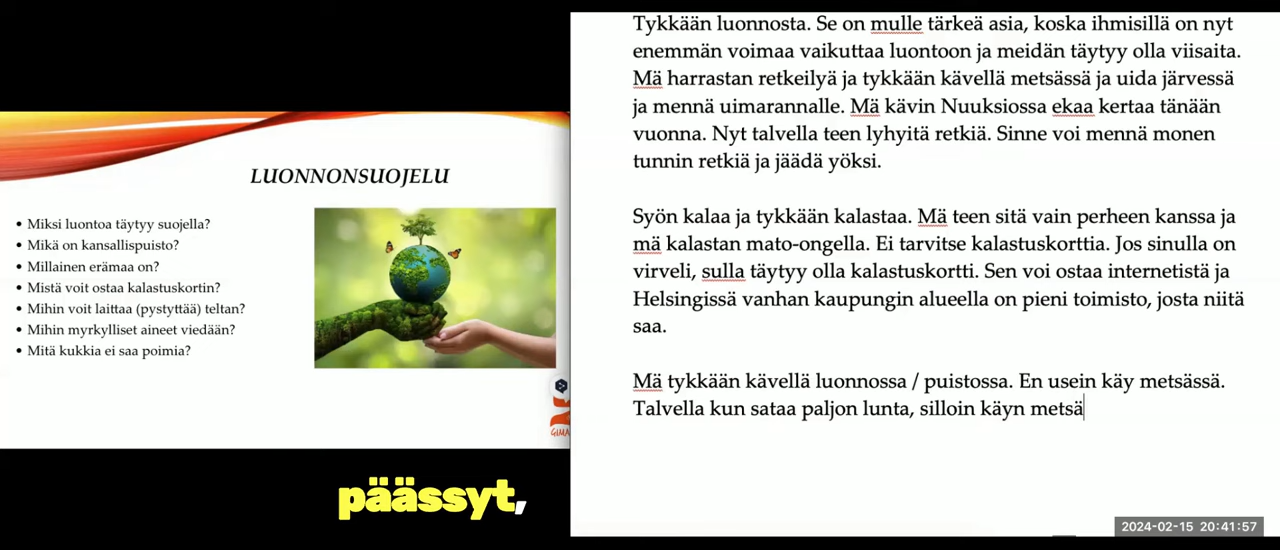 LUONNONSUOJELU
• Miksi luontoa täytyy suojella?
• Mikä on kansallispuisto?
• Millainen erämaa on?
• Mistä voit ostaa kalastuskortin?
• Mihin voit laittaa (pystyttää) teltan?
• Mihin myrkylliset aineet viedään?
• Mitä kukkia ei saa poimia?
päässyt,
Tykkään luonnosta. Se on mulle tärkeä asia, koska ihmisillä on nyt
enemmän voimaa vaikuttaa luontoon ja meidän täytyy olla viisaita.
Mä harrastan retkeilyä ja tykkään kävellä metsässä ja uida järvessä
ja mennä uimarannalle. Mä kävin Nuuksiossa ekaa kertaa tänään
vuonna. Nyt talvella teen lyhyitä retkiä. Sinne voi mennä monen
tunnin retkiä ja jäädä yöksi.
Syön kalaa ja tykkään kalastaa. Mä teen sitä vain perheen kanssa ja
mä kalastan mato-ongella. Ei tarvitse kalastuskorttia. Jos sinulla on
virveli, sulla täytyy olla kalastuskortti. Sen voi ostaa internetistä ja
Helsingissä vanhan kaupungin alueella on pieni toimisto, josta niitä
saa.
Mä tykkään kävellä luonnossa / puistossa. En usein käy metsässä.
Talvella kun sataa paljon lunta, silloin käyn metsä
2024-02-15 20:41:57